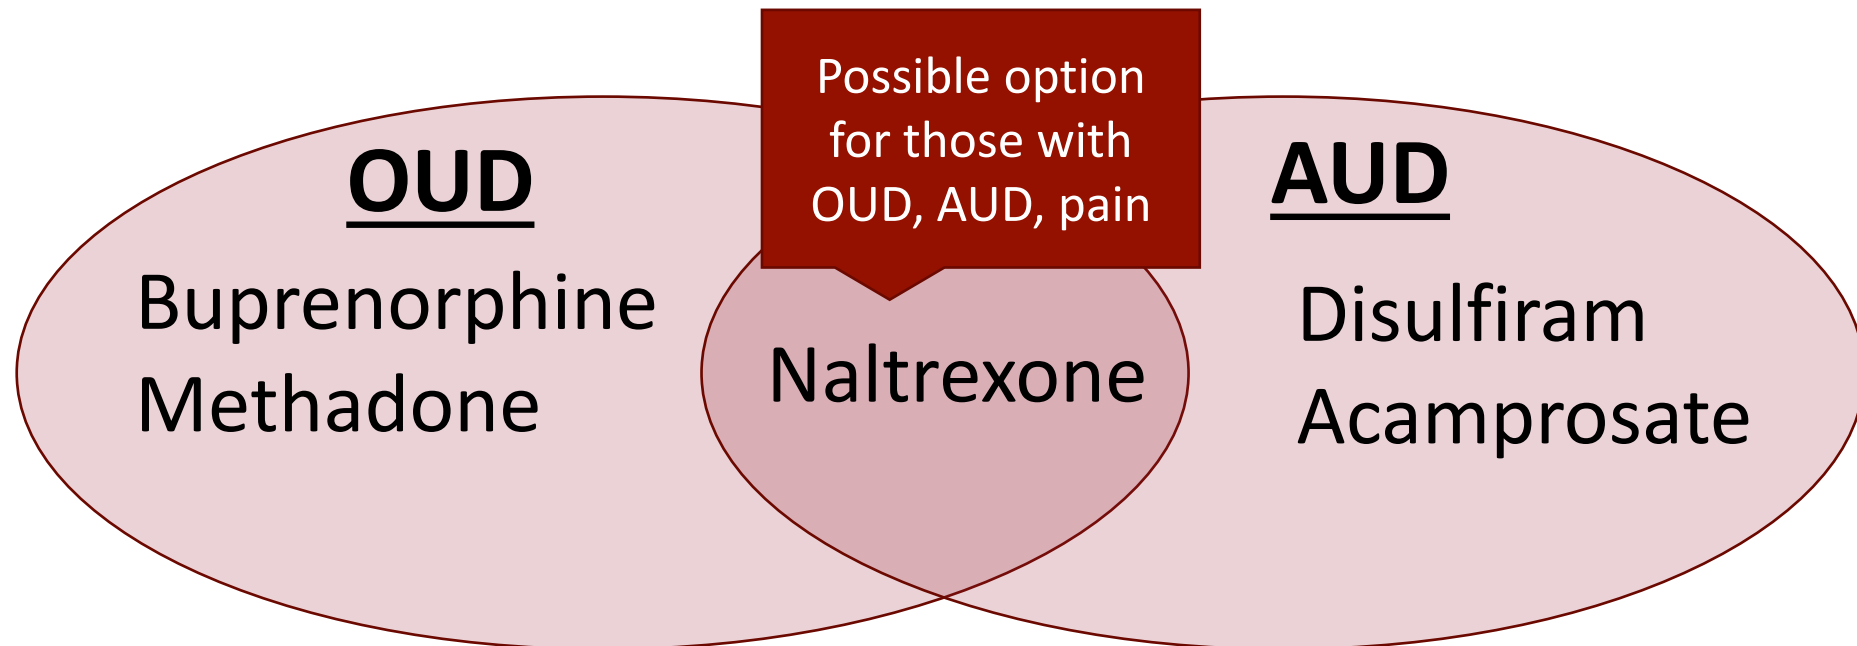 Possible option
for those with
OUD, AUD, pain
OUD
Buprenorphine
Methadone
Naltrexone
AUD
Disulfiram
Acamprosate